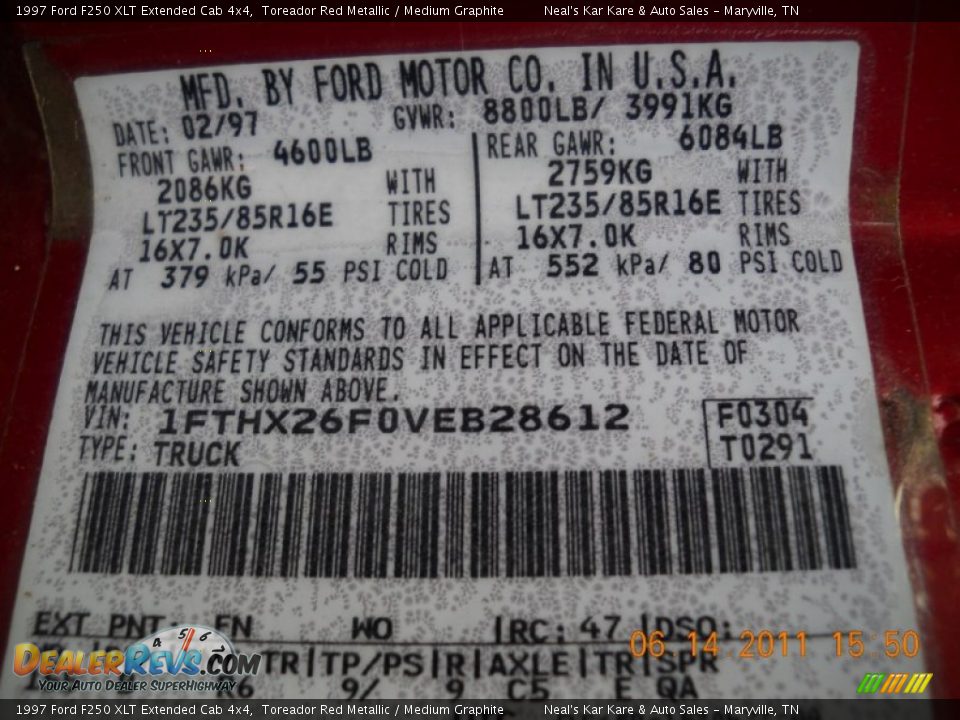 1997 Ford F250 XLT Extended Cab 4x4,  Toreador Red Metallic / Medium Graphite          Neal's Kar Kare & Auto Sales - Maryville, TN
MFD. BY FORD MOTOR CO. IN U.S.A.
DATE: 02/97 GVWR: 8800LB/ 3991KG
FRONT GAWR: 4600LB REAR GAWR: 6084LB
2086KG WITH 2759KG WITH
LT235/85R16E TIRES LT235/85R16E TIRES
16X7.0K RIMS 16X7.0K RIMS
AT 379 kPa/ 55 PSI COLD AT 552 kPa/ 80 PSI COLD
THIS VEHICLE CONFORMS TO ALL APPLICABLE FEDERAL MOTOR
VEHICLE SAFETY STANDARDS IN EFFECT ON THE DATE OF
MANUFACTURE SHOWN ABOVE.
VIN: 1FTHX26F0VEB28612 F0304
TYPE: TRUCK T0291
EXT PNT: FN WO RC: 47 DSO:
06.14.2011 15:50
TR TP/PS R AXLE TR SPR
9 C5 E QA
4 5 6
DEALERREVS.COM
YOUR AUTO DEALER SUPERHIGHWAY
1997 Ford F250 XLT Extended Cab 4x4,  Toreador Red Metallic / Medium Graphite          Neal's Kar Kare & Auto Sales - Maryville, TN